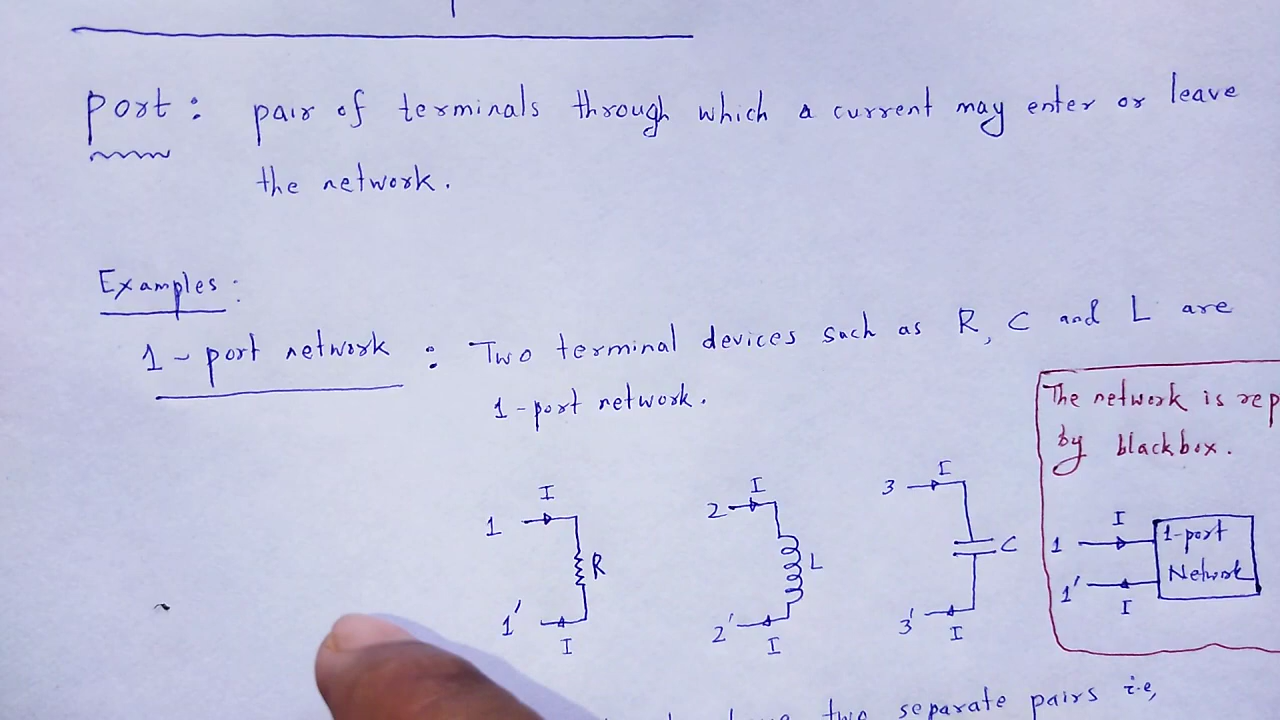 port: pair of terminals through which a current may enter or leave
the network.
Examples:
1-port network : Two terminal devices such as R, C and L are
1-port network.
The network is rep
by blackbox.
I I I
1 2 3
R L C
1' 2' 3'
I I I
I
1 1-port
1' Network
I
two separate pairs i.e,